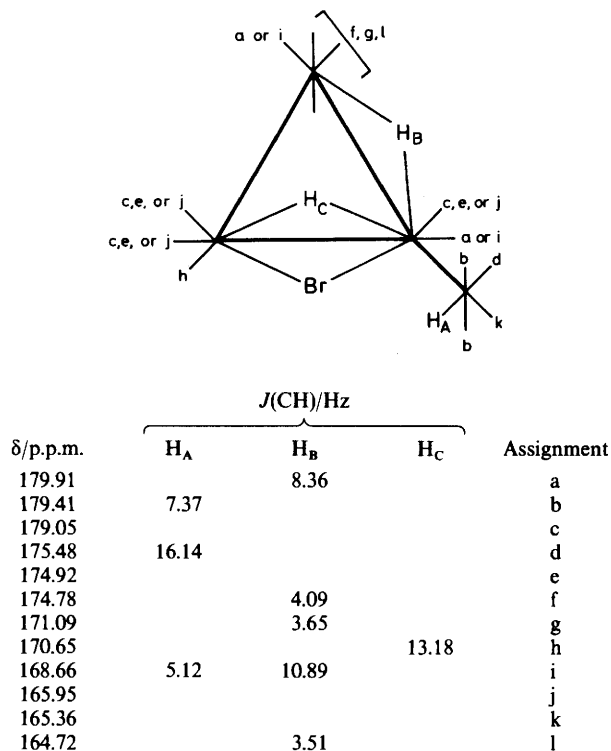 a or i f, g, l
H_B
c,e, or j H_C c,e, or j
c,e, or j a or i
h Br b d
H_A k
b
J(CH)/Hz
δ/p.p.m. H_A H_B H_C Assignment
179.91 8.36 a
179.41 7.37 b
179.05 c
175.48 16.14 d
174.92 e
174.78 4.09 f
171.09 3.65 g
170.65 13.18 h
168.66 5.12 10.89 i
165.95 j
165.36 k
164.72 3.51 l